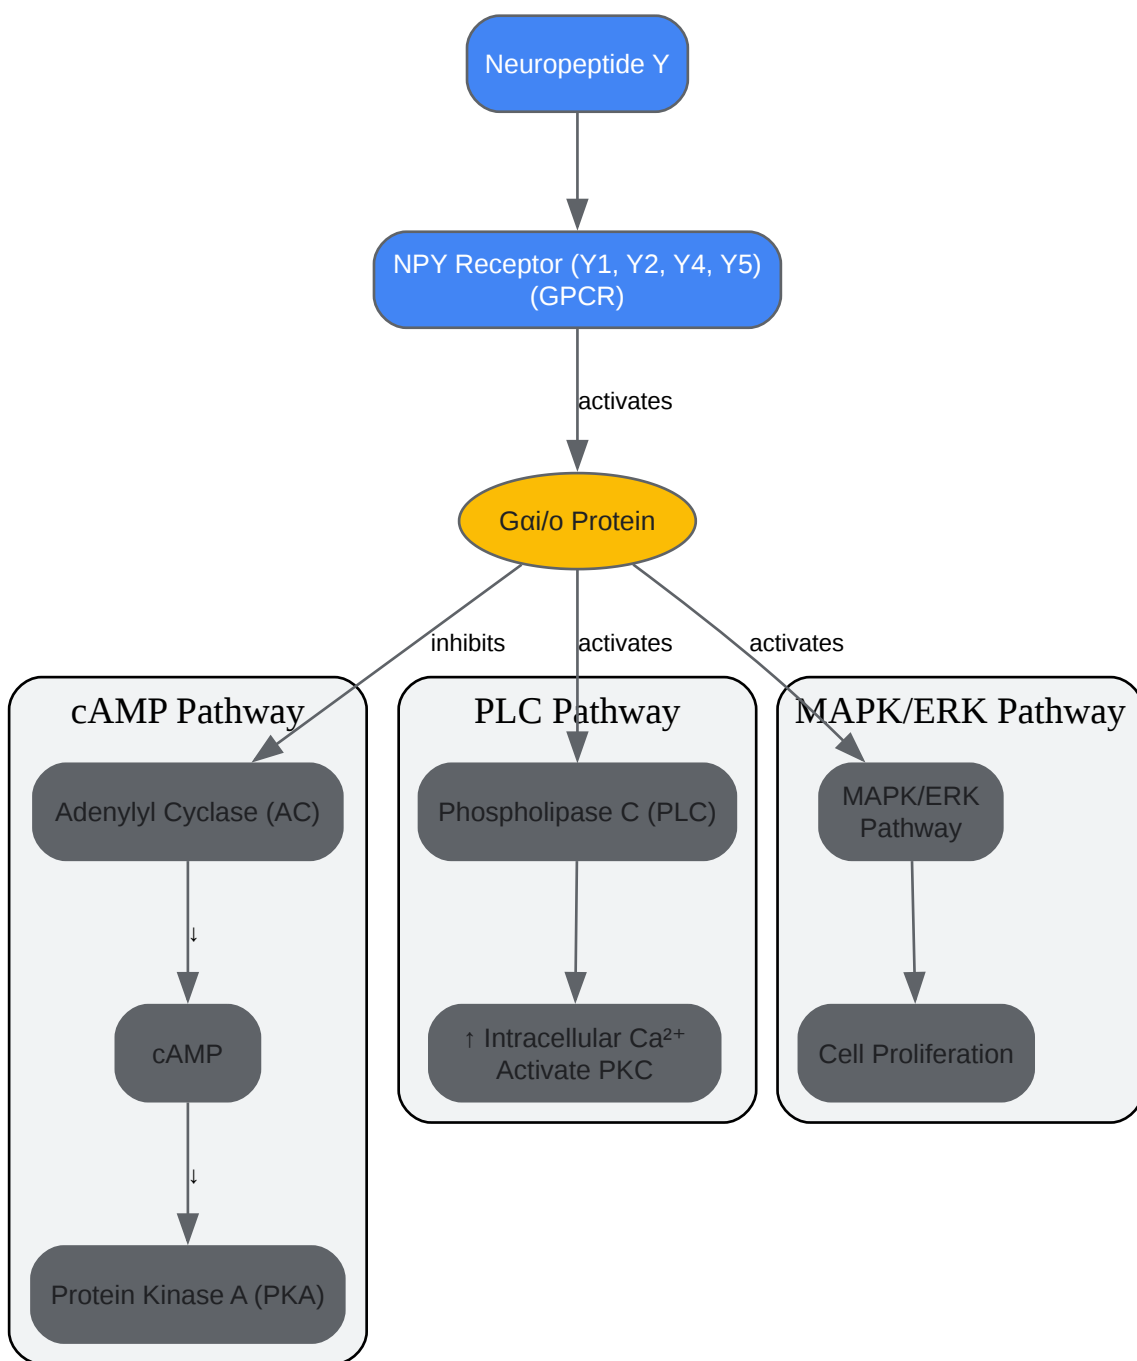 Neuropeptide Y
NPY Receptor (Y1, Y2, Y4, Y5)
(GPCR)
activates
Gαi/o Protein
inhibits
activates
activates
cAMP Pathway
PLC Pathway
MAPK/ERK Pathway
Adenylyl Cyclase (AC)
Phospholipase C (PLC)
MAPK/ERK
Pathway
↓
cAMP
↑ Intracellular Ca²⁺
Activate PKC
Cell Proliferation
↓
Protein Kinase A (PKA)